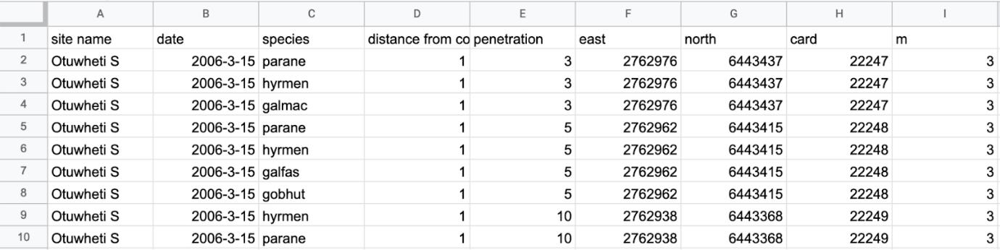 A B C D E F G H I
1 site name date species distance from co penetration east north card m
2 Otuwheti S 2006-3-15 parane 1 3 2762976 6443437 22247 3
3 Otuwheti S 2006-3-15 hyrmen 1 3 2762976 6443437 22247 3
4 Otuwheti S 2006-3-15 galmac 1 3 2762976 6443437 22247 3
5 Otuwheti S 2006-3-15 parane 1 5 2762962 6443415 22248 3
6 Otuwheti S 2006-3-15 hyrmen 1 5 2762962 6443415 22248 3
7 Otuwheti S 2006-3-15 galfas 1 5 2762962 6443415 22248 3
8 Otuwheti S 2006-3-15 gobhut 1 5 2762962 6443415 22248 3
9 Otuwheti S 2006-3-15 hyrmen 1 10 2762938 6443368 22249 3
10 Otuwheti S 2006-3-15 parane 1 10 2762938 6443368 22249 3